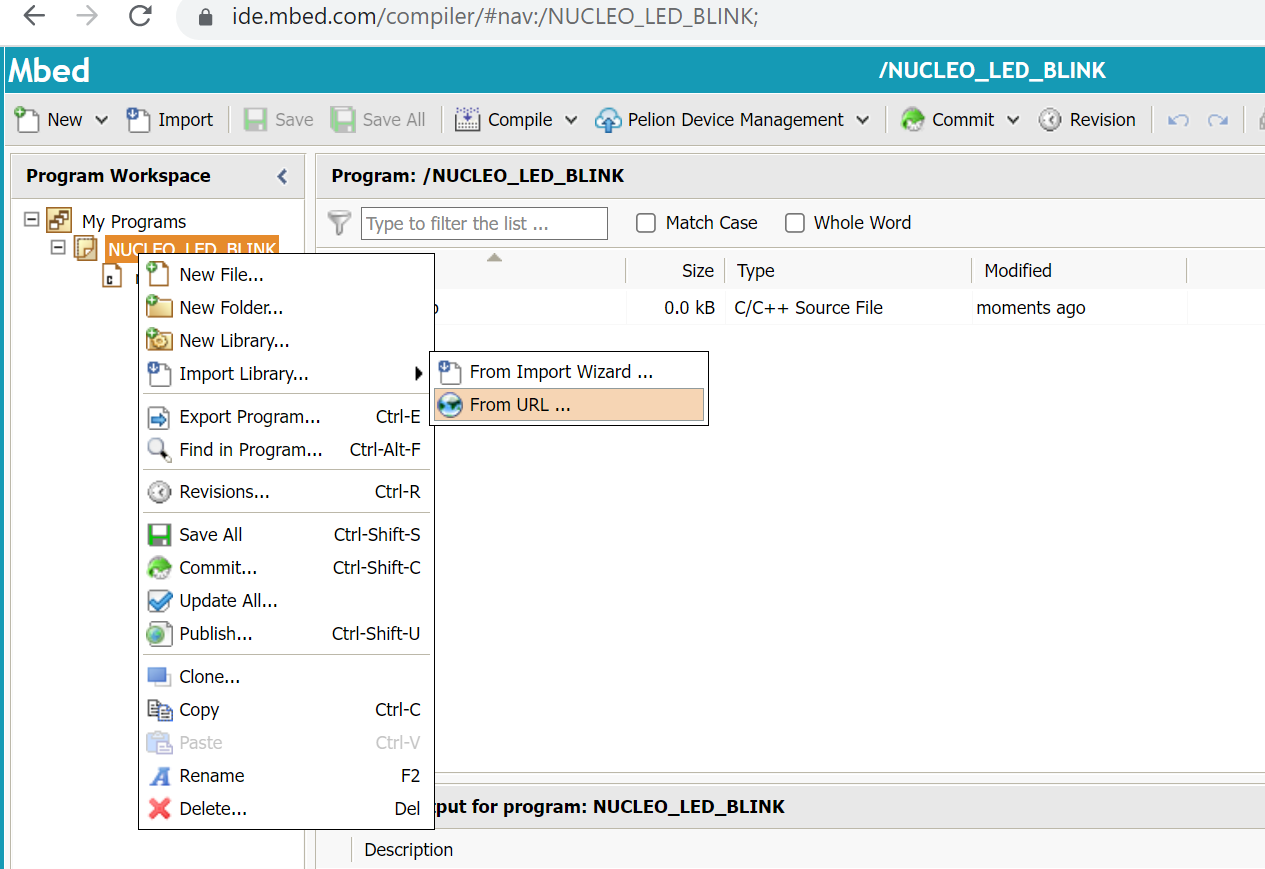 ide.mbed.com/compiler/#nav:/NUCLEO_LED_BLINK;
Mbed /NUCLEO_LED_BLINK
New Import Save Save All Compile Pelion Device Management Commit Revision
Program Workspace
Program: /NUCLEO_LED_BLINK
My Programs
NUCLEO_LED_BLINK
Type to filter the list ... Match Case Whole Word
Size Type Modified
0.0 kB C/C++ Source File moments ago
New File...
New Folder...
New Library...
Import Library...
From Import Wizard ...
From URL ...
Export Program... Ctrl-E
Find in Program... Ctrl-Alt-F
Revisions... Ctrl-R
Save All Ctrl-Shift-S
Commit... Ctrl-Shift-C
Update All...
Publish... Ctrl-Shift-U
Clone...
Copy Ctrl-C
Paste Ctrl-V
Rename F2
Delete... Del
for program: NUCLEO_LED_BLINK
Description